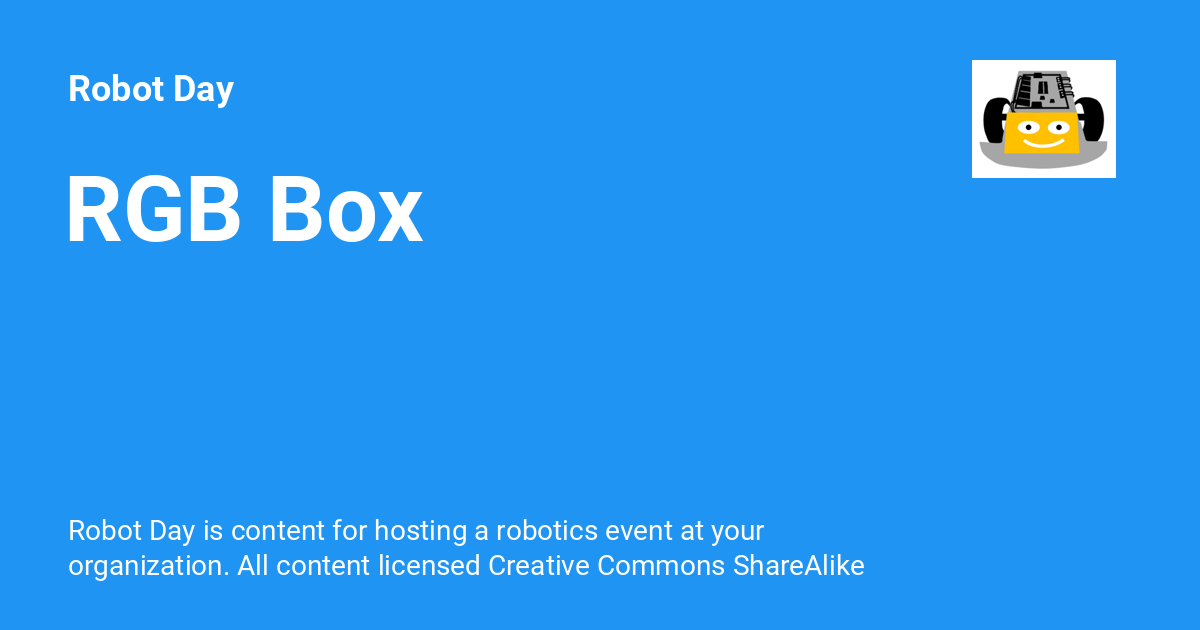 Robot Day
RGB Box
Robot Day is content for hosting a robotics event at your
organization. All content licensed Creative Commons ShareAlike